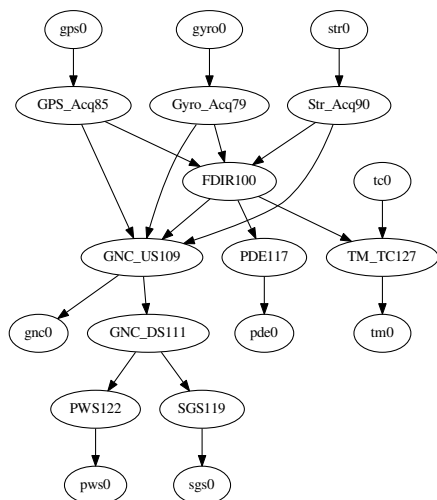 gps0
gyro0
str0
GPS_Acq85
Gyro_Acq79
Str_Acq90
FDIR100
tc0
GNC_US109
PDE117
TM_TC127
gnc0
GNC_DS111
pde0
tm0
PWS122
SGS119
pws0
sgs0